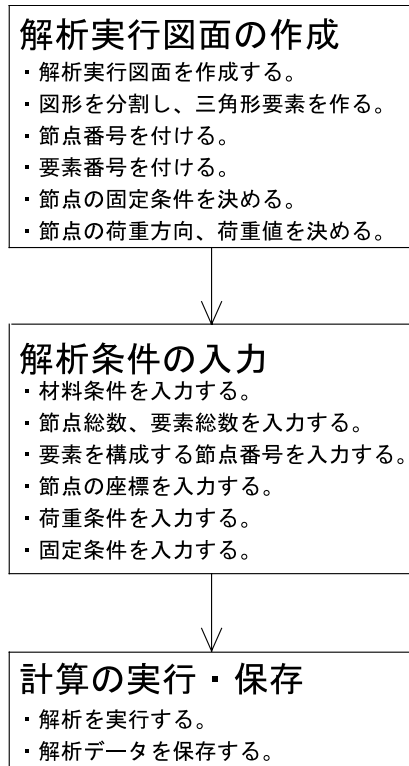 解析実行図面の作成
・解析実行図面を作成する。
・図形を分割し、三角形要素を作る。
・節点番号を付ける。
・要素番号を付ける。
・節点の固定条件を決める。
・節点の荷重方向、荷重値を決める。
解析条件の入力
・材料条件を入力する。
・節点総数、要素総数を入力する。
・要素を構成する節点番号を入力する。
・節点の座標を入力する。
・荷重条件を入力する。
・固定条件を入力する。
計算の実行・保存
・解析を実行する。
・解析データを保存する。